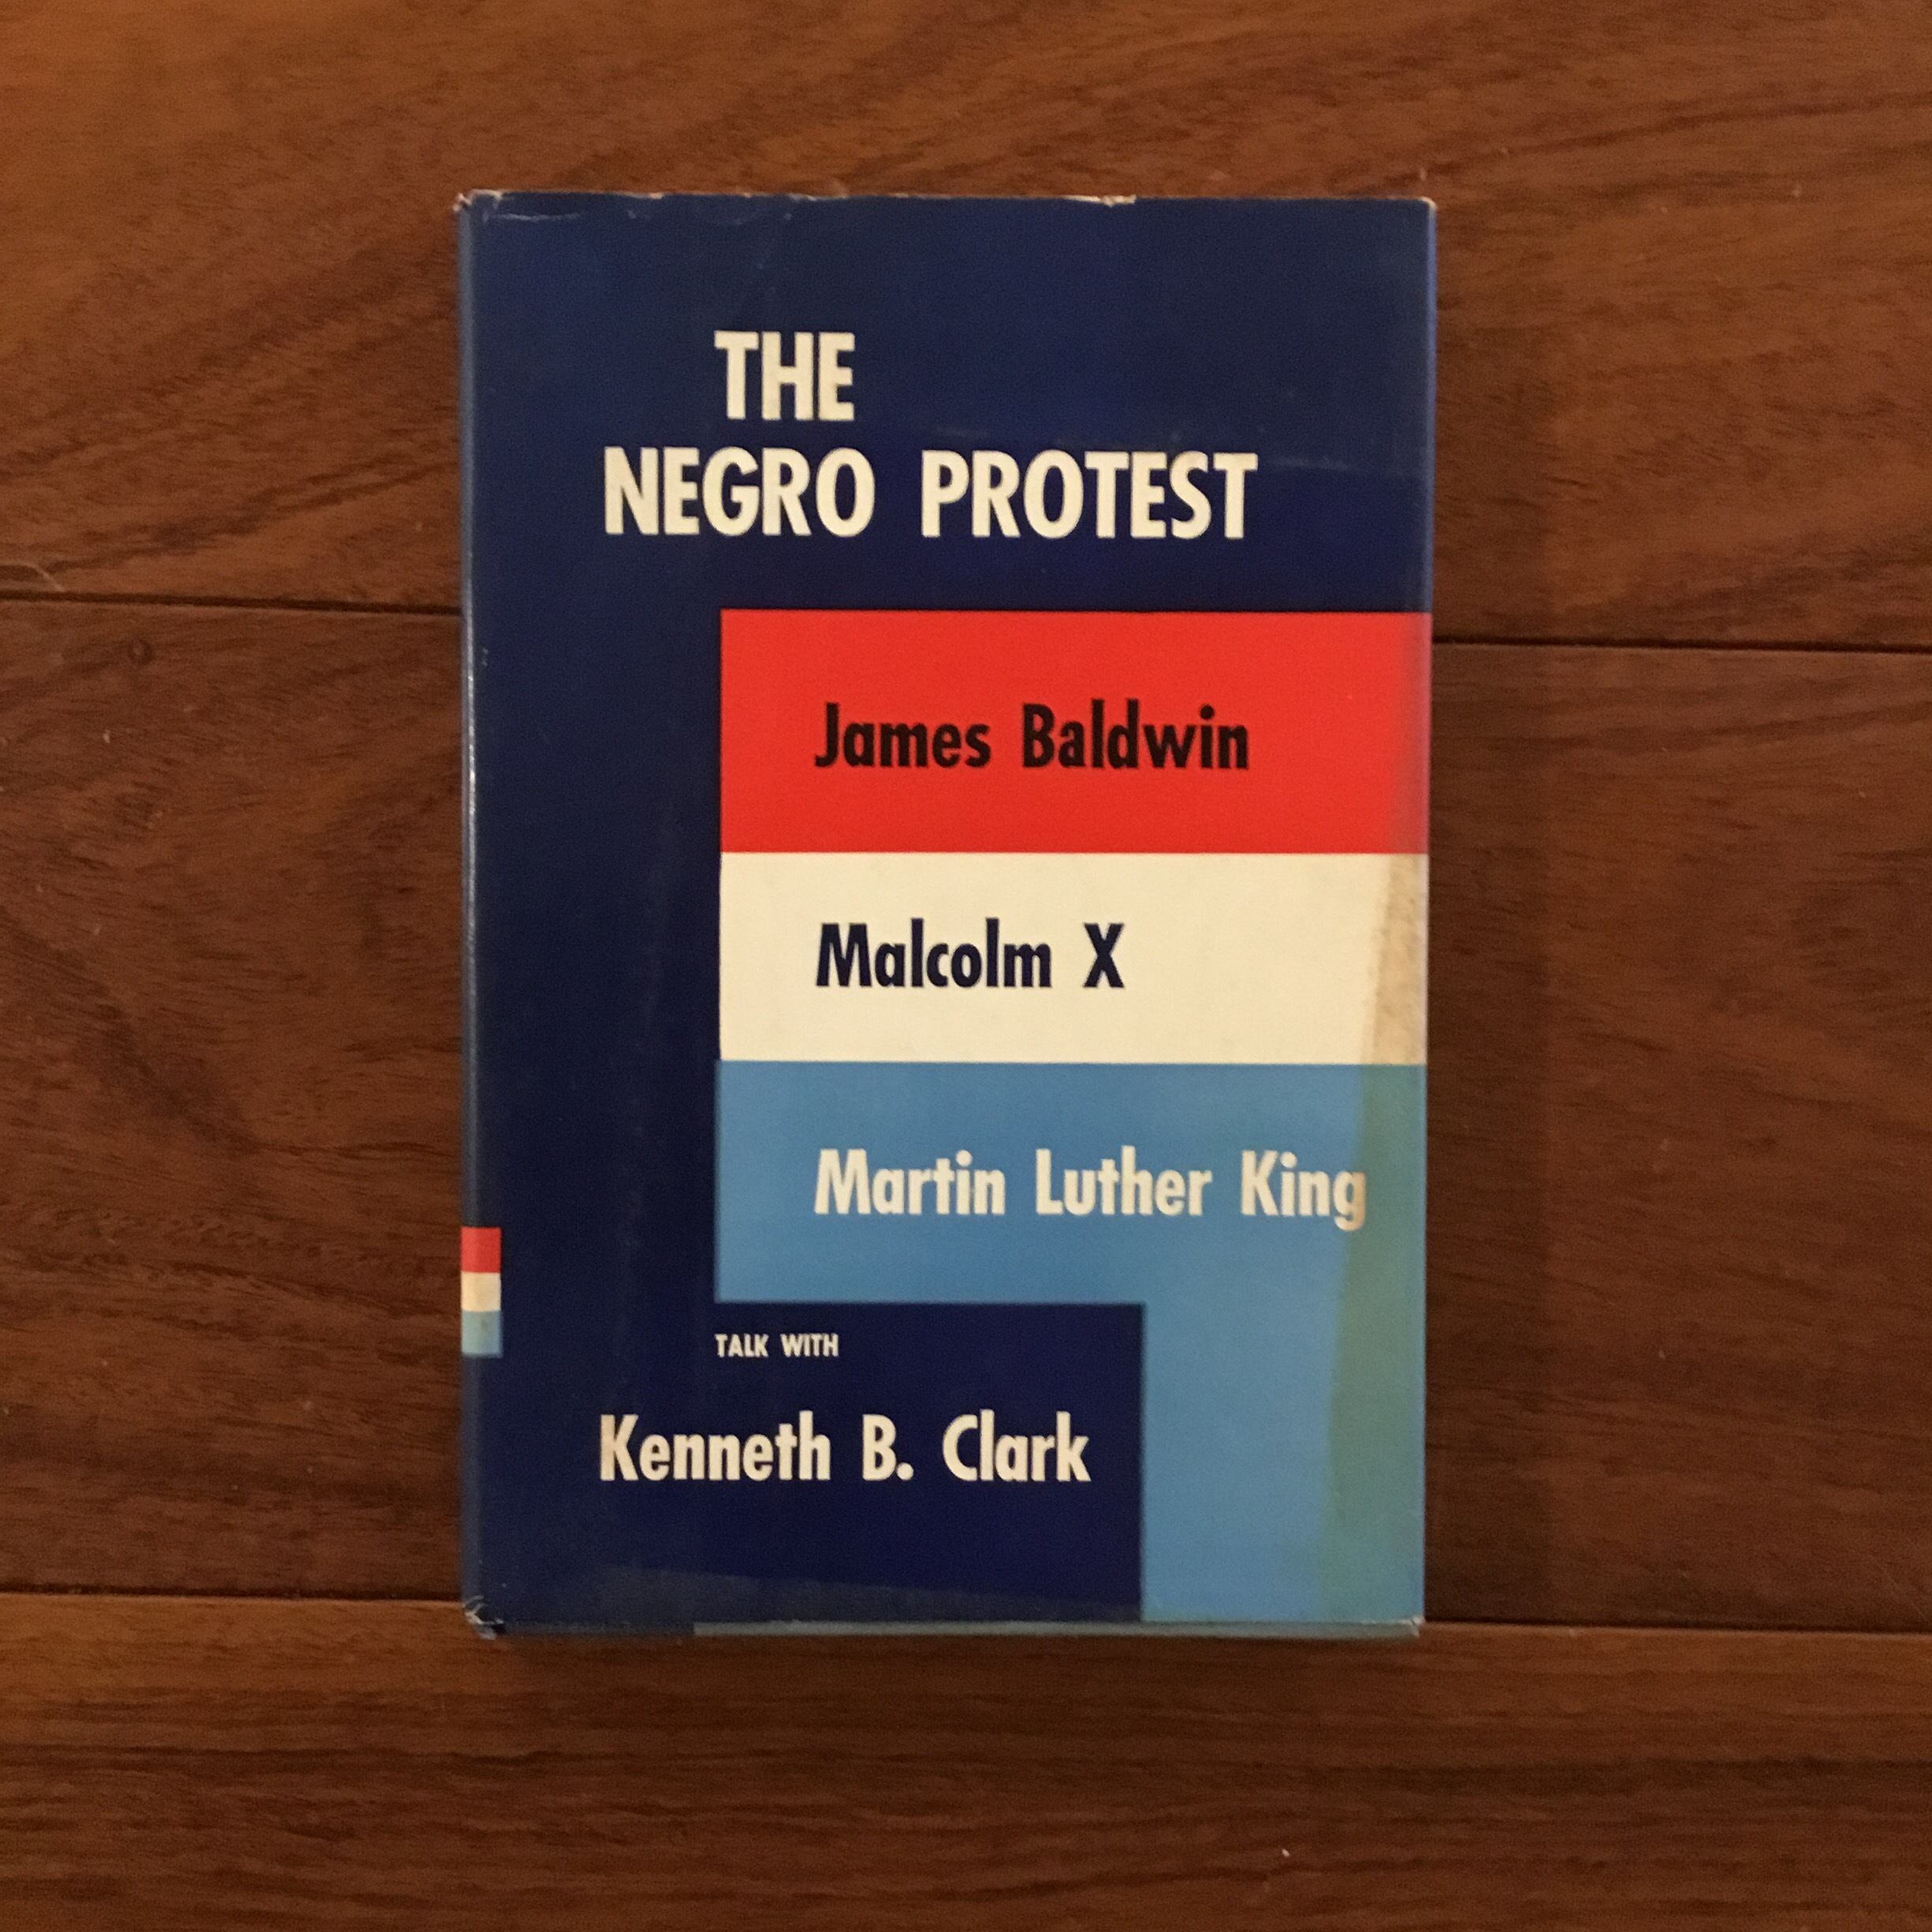 THE
NEGRO PROTEST
James Baldwin
Malcolm X
Martin Luther King
TALK WITH
Kenneth B. Clark